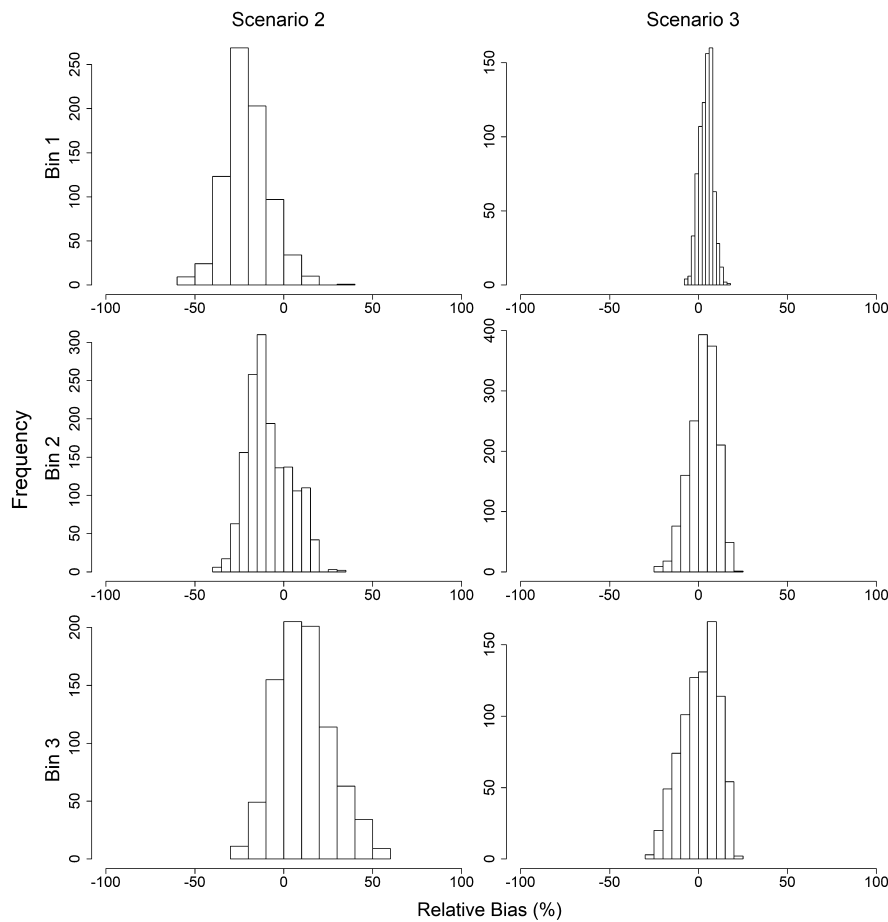 Scenario 2
Scenario 3
Frequency
Bin 1
0 50 100 150 200 250
-100 -50 0 50 100
0 50 100 150
-100 -50 0 50 100
Bin 2
0 50 100 150 200 250 300
-100 -50 0 50 100
0 100 200 300 400
-100 -50 0 50 100
Bin 3
0 50 100 150 200
-100 -50 0 50 100
0 50 100 150
-100 -50 0 50 100
Relative Bias (%)